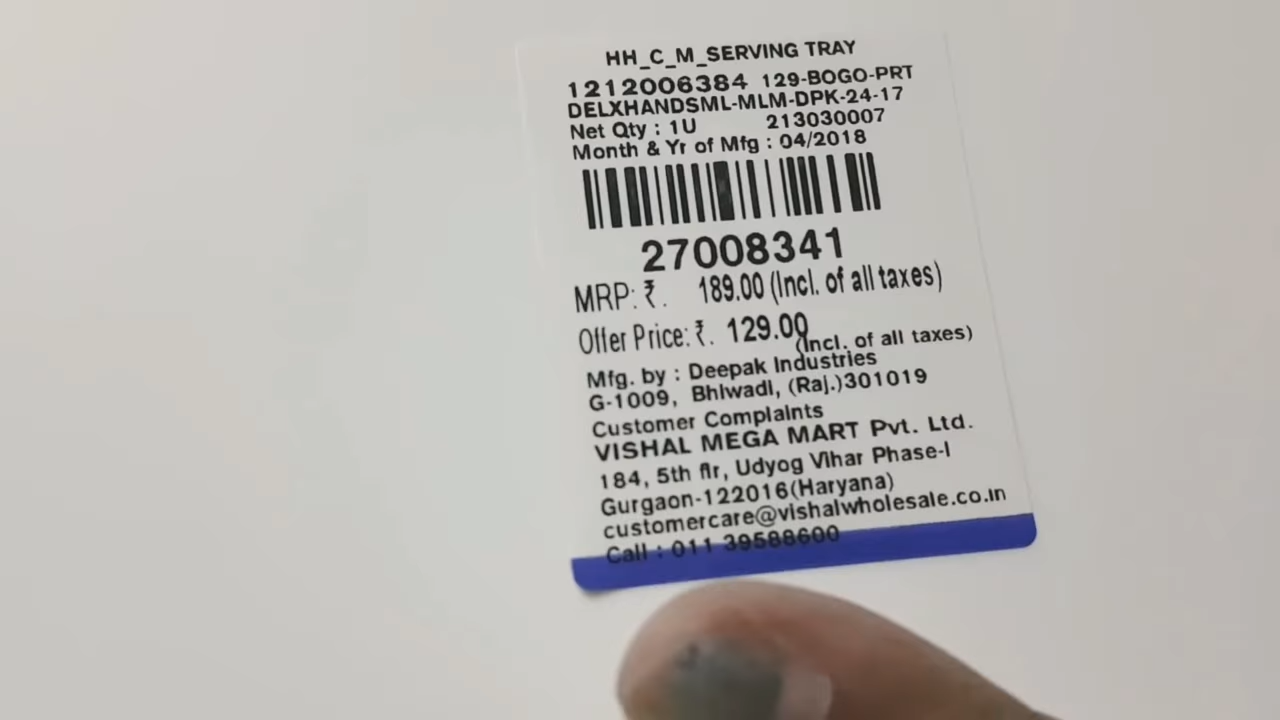 HH_C_M_SERVING TRAY
1212006384 129-BOGO-PRT
DELXHANDSML-MLM-DPK-24-17
Net Qty : 1U 213030007
Month & Yr of Mfg : 04/2018
27008341
MRP: ₹. 189.00 (Incl. of all taxes)
Offer Price: ₹. 129.00
(Incl. of all taxes)
Mfg. by : Deepak Industries
G-1009, Bhiwadi, (Raj.)301019
Customer Complaints
VISHAL MEGA MART Pvt. Ltd.
184, 5th flr, Udyog Vihar Phase-I
Gurgaon-122016(Haryana)
customercare@vishalwholesale.co.in
Call : 011 39588600